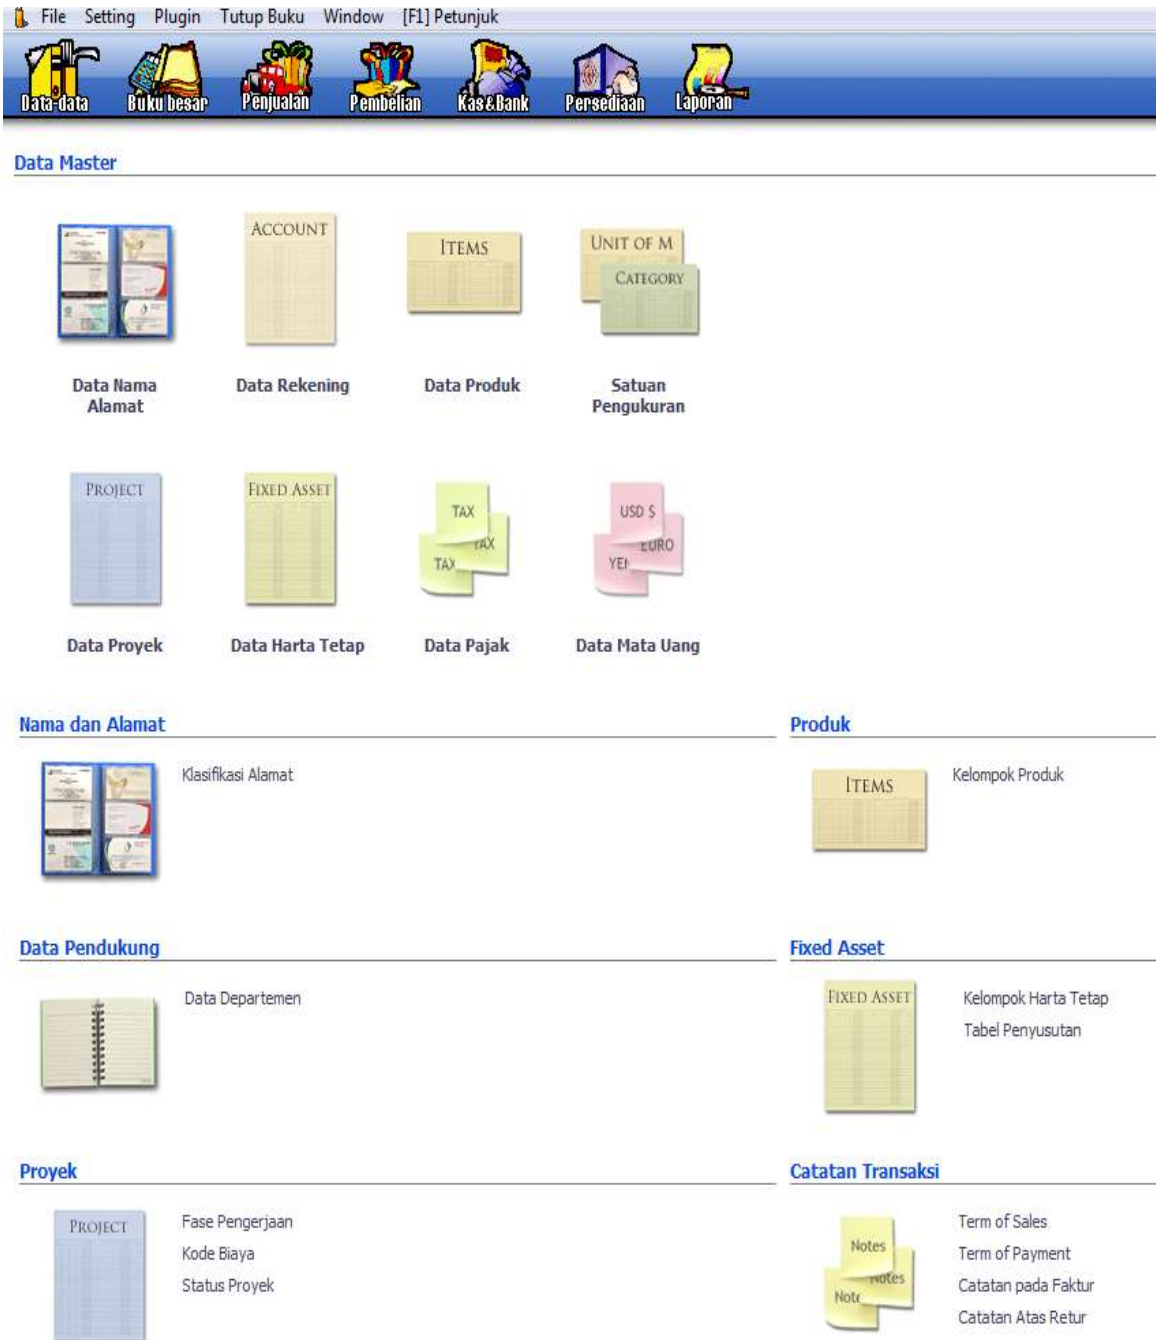 File Setting Plugin Tutup Buku Window [F1] Petunjuk
Data-data Buku besar Penjualan Pembelian Kas&Bank Persediaan Laporan
Data Master
ACCOUNT
ITEMS
UNIT OF M
CATEGORY
Data Nama
Alamat
Data Rekening
Data Produk
Satuan
Pengukuran
PROJECT
FIXED ASSET
TAX
TAX
TAX
USD $
EURO
YEN
Data Proyek
Data Harta Tetap
Data Pajak
Data Mata Uang
Nama dan Alamat
Klasifikasi Alamat
Produk
ITEMS
Kelompok Produk
Data Pendukung
Data Departemen
Fixed Asset
FIXED ASSET
Kelompok Harta Tetap
Tabel Penyusutan
Proyek
PROJECT
Fase Pengerjaan
Kode Biaya
Status Proyek
Catatan Transaksi
Notes
Notes
Note
Term of Sales
Term of Payment
Catatan pada Faktur
Catatan Atas Retur